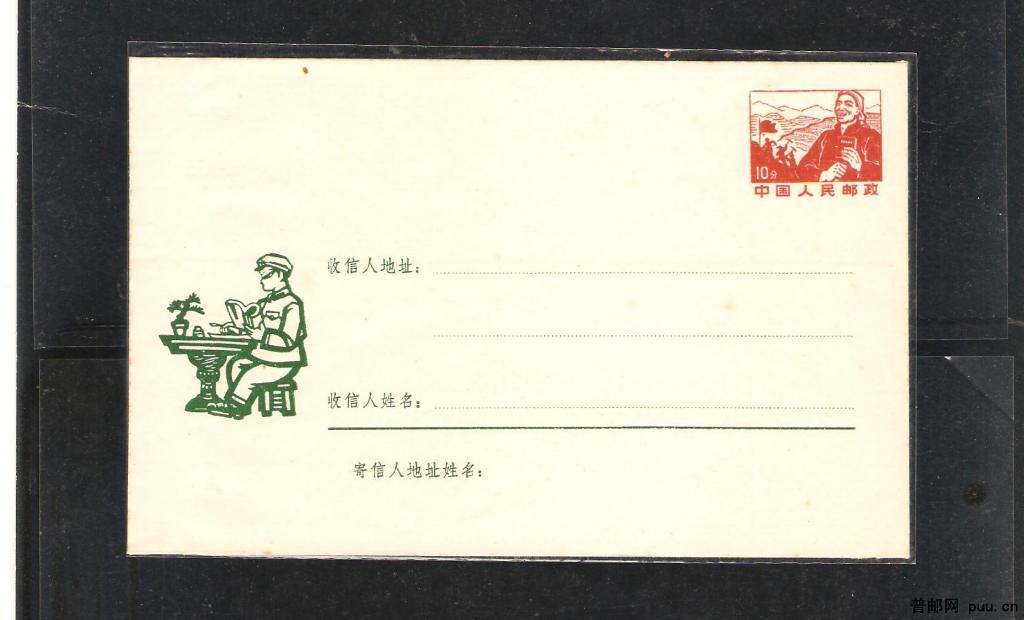 10分
中国人民邮政
收信人地址：
收信人姓名：
寄信人地址姓名：
普邮网 puu.cn